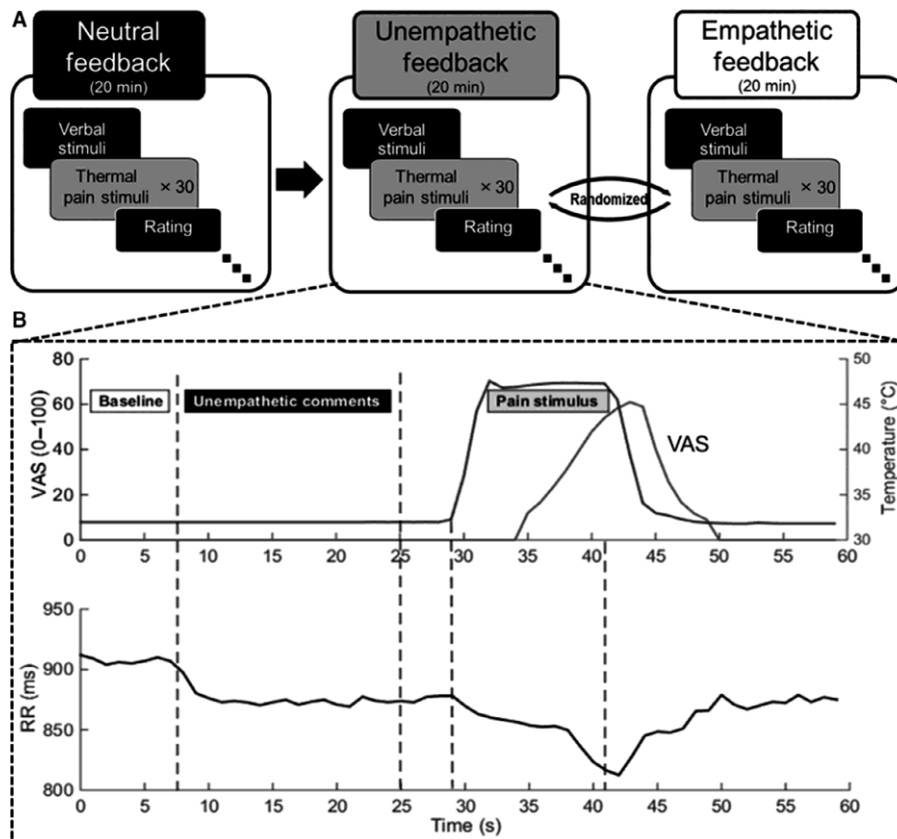 A
Neutral
feedback
(20 min)
Verbal
stimuli
Thermal
pain stimuli
× 30
Rating
Unempathetic
feedback
(20 min)
Verbal
stimuli
Thermal
pain stimuli
× 30
Rating
Randomized
Empathetic
feedback
(20 min)
Verbal
stimuli
Thermal
pain stimuli
× 30
Rating
B
VAS (0–100)
80
60
40
20
0
Baseline
Unempathetic comments
Pain stimulus
VAS
50
45
40
35
30
Temperature (°C)
0 5 10 15 20 25 30 35 40 45 50 55 60
RR (ms)
950
900
850
800
0 5 10 15 20 25 30 35 40 45 50 55 60
Time (s)